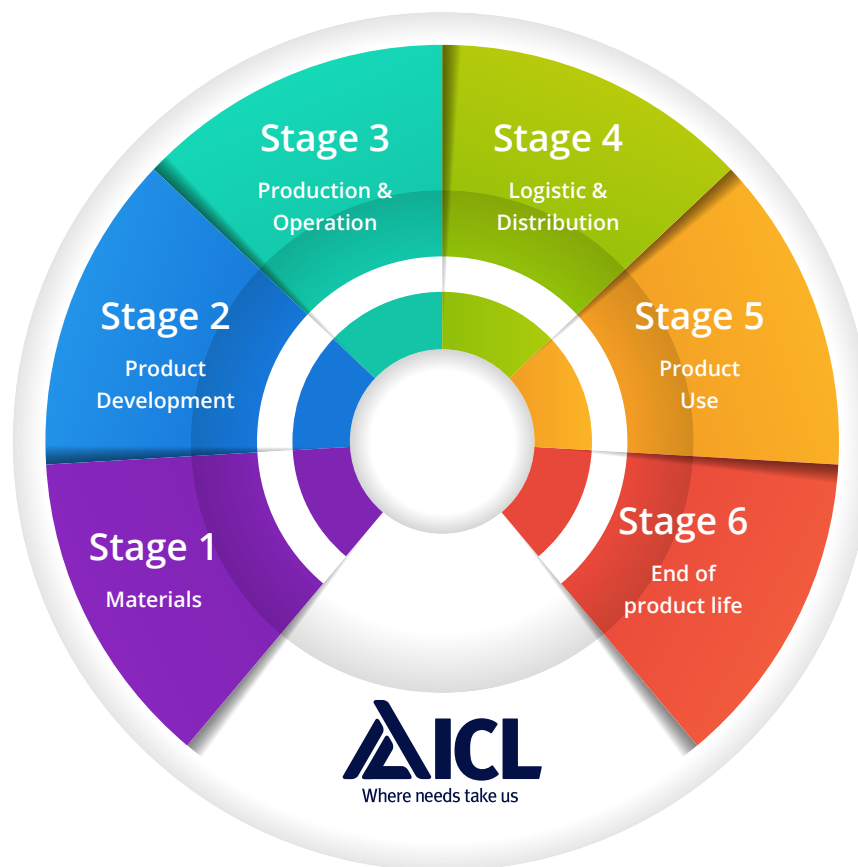 Stage 1
Materials
Stage 2
Product
Development
Stage 3
Production &
Operation
Stage 4
Logistic &
Distribution
Stage 5
Product
Use
Stage 6
End of
product life
ICL
Where needs take us